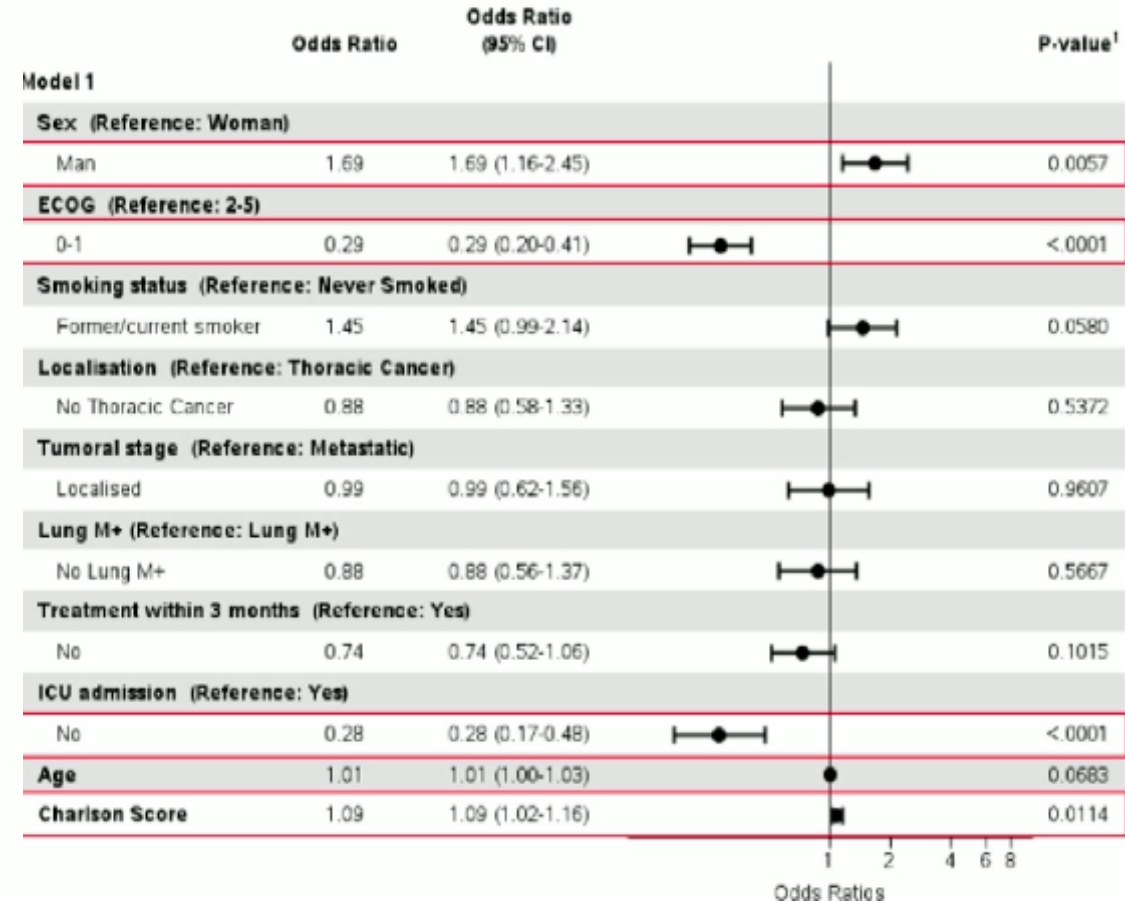 Odds Ratio
Odds Ratio (95% CI) P-value¹
Model 1
Sex (Reference: Woman)
Man 1.69 1.69 (1.16-2.45) 0.0057
ECOG (Reference: 2-5)
0-1 0.29 0.29 (0.20-0.41) <.0001
Smoking status (Reference: Never Smoked)
Former/current smoker 1.45 1.45 (0.99-2.14) 0.0580
Localisation (Reference: Thoracic Cancer)
No Thoracic Cancer 0.88 0.88 (0.58-1.33) 0.5372
Tumoral stage (Reference: Metastatic)
Localised 0.99 0.99 (0.62-1.56) 0.9607
Lung M+ (Reference: Lung M+)
No Lung M+ 0.88 0.88 (0.56-1.37) 0.5667
Treatment within 3 months (Reference: Yes)
No 0.74 0.74 (0.52-1.06) 0.1015
ICU admission (Reference: Yes)
No 0.28 0.28 (0.17-0.48) <.0001
Age 1.01 1.01 (1.00-1.03) 0.0683
Charlson Score 1.09 1.09 (1.02-1.16) 0.0114
1 2 4 6 8
Odds Ratios